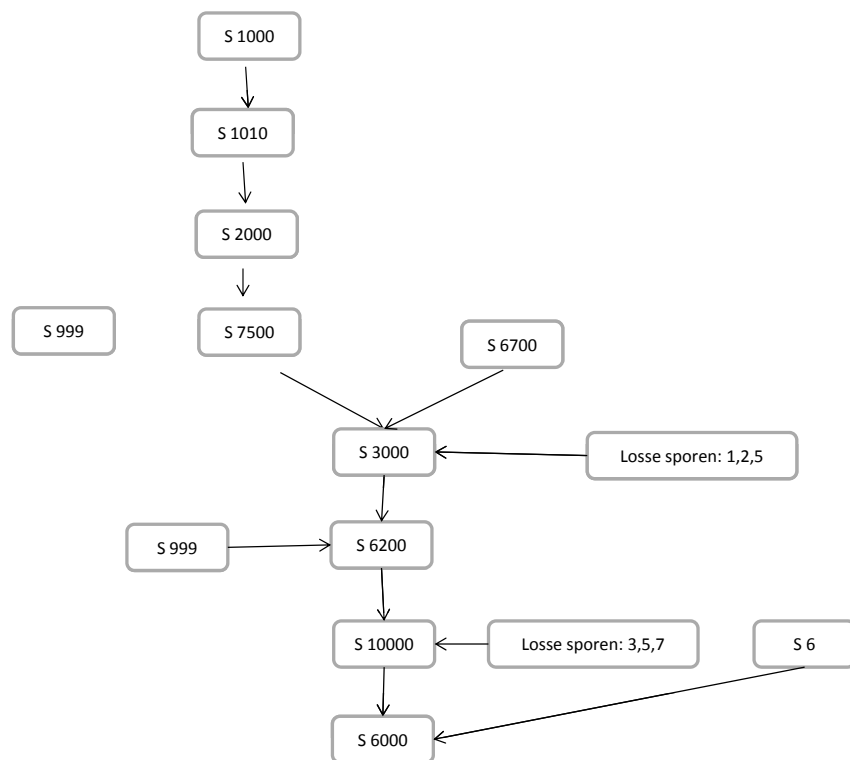 S 1000
S 1010
S 2000
S 999
S 7500
S 6700
S 3000
Losse sporen: 1,2,5
S 999
S 6200
S 10000
Losse sporen: 3,5,7
S 6
S 6000